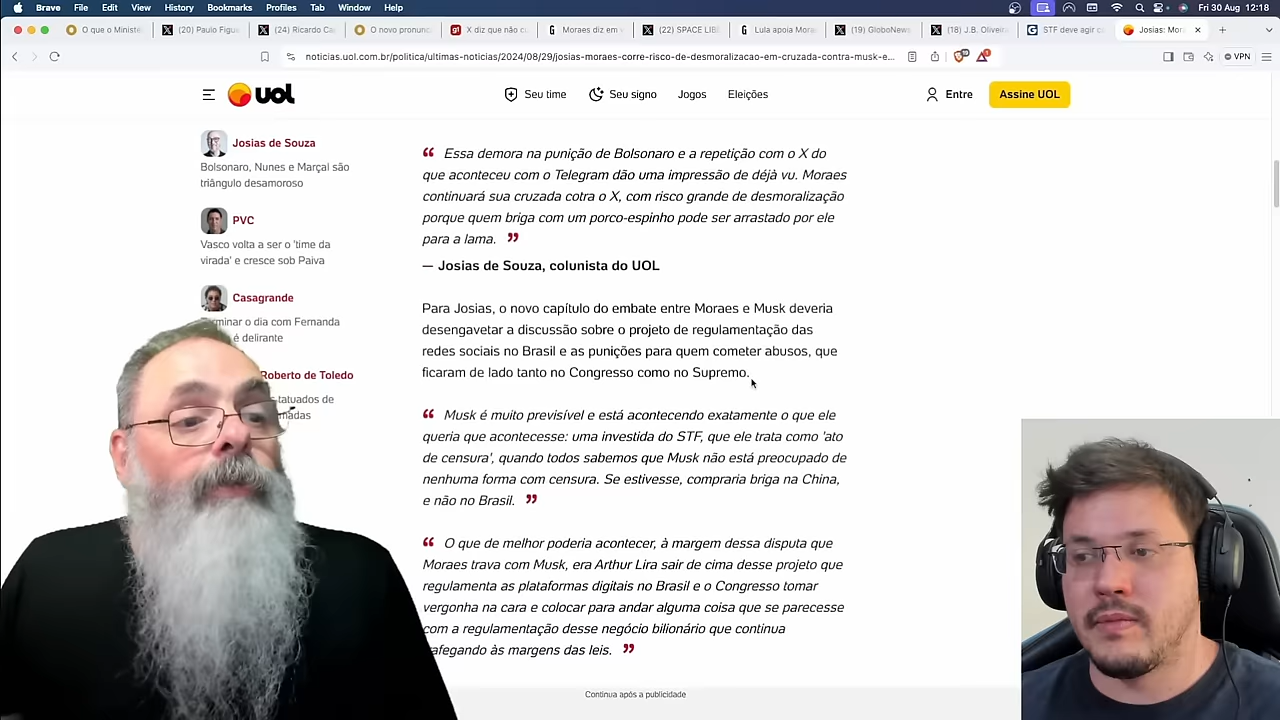 Brave File Edit View History Bookmarks Profiles Tab Window Help
Fri 30 Aug 12:18
O que o Ministé
(20) Paulo Figu
(24) Ricardo Ca
O novo pronunc
X diz que não cu
Moraes diz em v
(22) SPACE LIB
Lula apoia Mora
(19) GloboNew
(18) J.B. Oliveir
STF deve agir c
Josias: Mor
noticias.uol.com.br/politica/ultimas-noticias/2024/08/29/josias-moraes-corre-risco-de-desmoralizacao-em-cruzada-contra-musk-e...
VPN
UOL
Seu time
Seu signo
Jogos
Eleições
Entre
Assine UOL
Josias de Souza
Bolsonaro, Nunes e Marçal são
triângulo desamoroso
PVC
Vasco volta a ser o 'time da
virada' e cresce sob Paiva
Casagrande
minar o dia com Fernanda
é delirante
Roberto de Toledo
tatuados de
madas
“ Essa demora na punição de Bolsonaro e a repetição com o X do
que aconteceu com o Telegram dão uma impressão de déjà vu. Moraes
continuará sua cruzada cotra o X, com risco grande de desmoralização
porque quem briga com um porco-espinho pode ser arrastado por ele
para a lama. ”
— Josias de Souza, colunista do UOL
Para Josias, o novo capítulo do embate entre Moraes e Musk deveria
desengavetar a discussão sobre o projeto de regulamentação das
redes sociais no Brasil e as punições para quem cometer abusos, que
ficaram de lado tanto no Congresso como no Supremo.
“ Musk é muito previsível e está acontecendo exatamente o que ele
queria que acontecesse: uma investida do STF, que ele trata como 'ato
de censura', quando todos sabemos que Musk não está preocupado de
nenhuma forma com censura. Se estivesse, compraria briga na China,
e não no Brasil. ”
“ O que de melhor poderia acontecer, à margem dessa disputa que
Moraes trava com Musk, era Arthur Lira sair de cima desse projeto que
regulamenta as plataformas digitais no Brasil e o Congresso tomar
vergonha na cara e colocar para andar alguma coisa que se parecesse
com a regulamentação desse negócio bilionário que continua
rafegando às margens das leis. ”
Continua após a publicidade